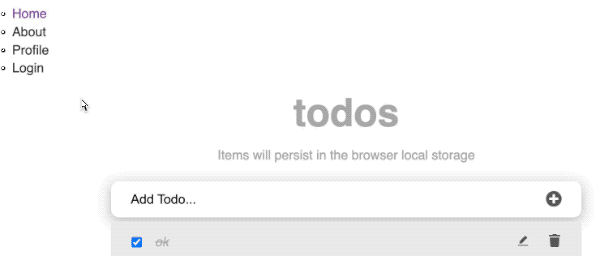 Home
About
Profile
Login
todos
Items will persist in the browser local storage
Add Todo...
ok